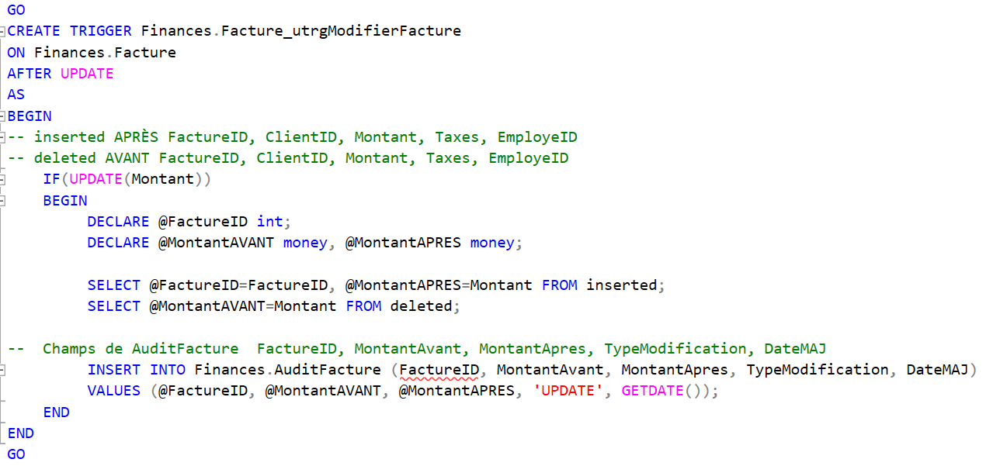 GO
CREATE TRIGGER Finances.Facture_utrgModifierFacture
ON Finances.Facture
AFTER UPDATE
AS
BEGIN
-- inserted APRÈS FactureID, ClientID, Montant, Taxes, EmployeID
-- deleted AVANT FactureID, ClientID, Montant, Taxes, EmployeID
IF(UPDATE(Montant))
BEGIN
DECLARE @FactureID int;
DECLARE @MontantAVANT money, @MontantAPRES money;
SELECT @FactureID=FactureID, @MontantAPRES=Montant FROM inserted;
SELECT @MontantAVANT=Montant FROM deleted;
-- Champs de AuditFacture FactureID, MontantAvant, MontantApres, TypeModification, DateMAJ
INSERT INTO Finances.AuditFacture (FactureID, MontantAvant, MontantApres, TypeModification, DateMAJ)
VALUES (@FactureID, @MontantAVANT, @MontantAPRES, 'UPDATE', GETDATE());
END
END
GO